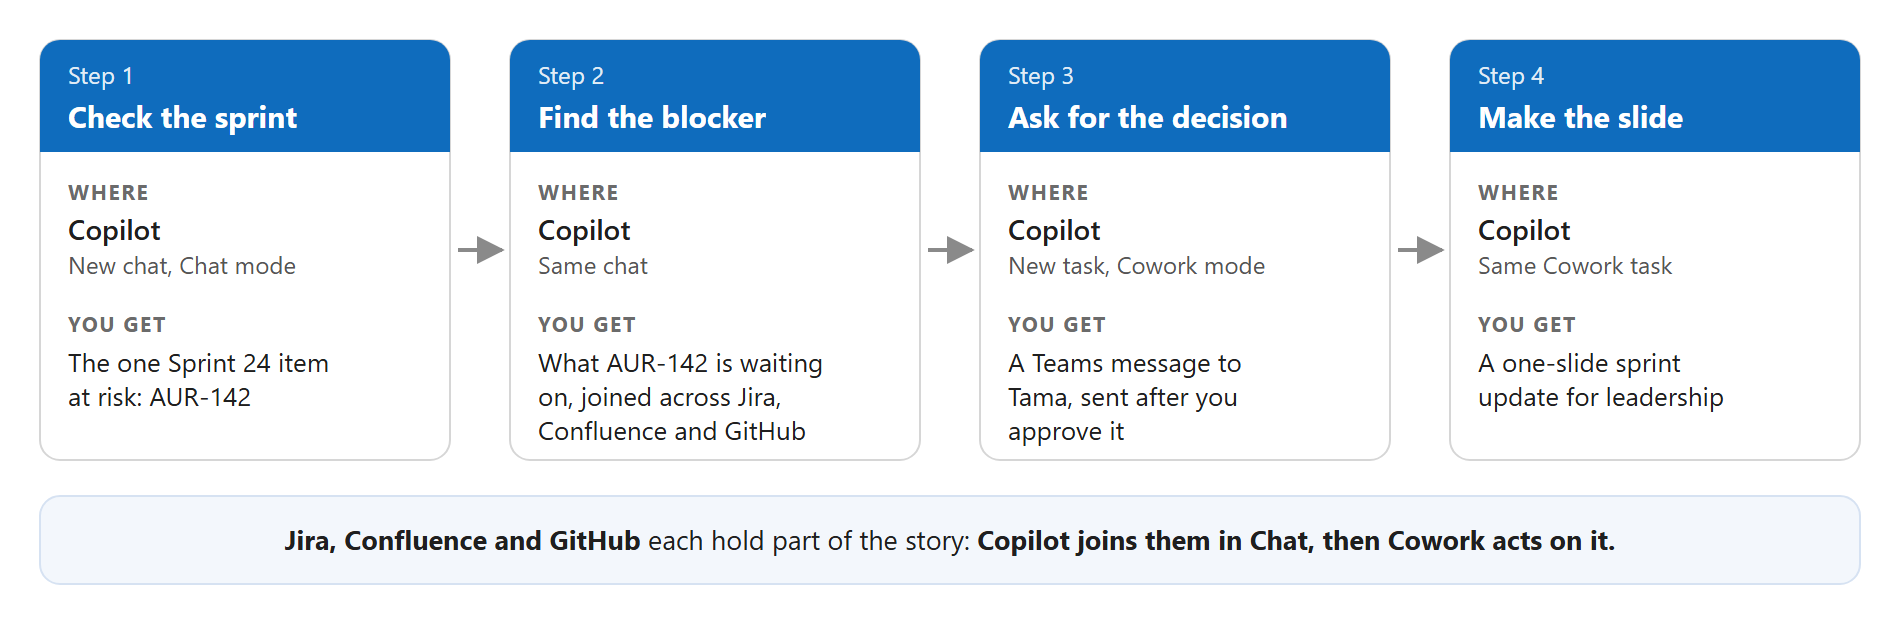 Step 1
Check the sprint
WHERE
Copilot
New chat, Chat mode
YOU GET
The one Sprint 24 item
at risk: AUR-142
Step 2
Find the blocker
WHERE
Copilot
Same chat
YOU GET
What AUR-142 is waiting
on, joined across Jira,
Confluence and GitHub
Step 3
Ask for the decision
WHERE
Copilot
New task, Cowork mode
YOU GET
A Teams message to
Tama, sent after you
approve it
Step 4
Make the slide
WHERE
Copilot
Same Cowork task
YOU GET
A one-slide sprint
update for leadership
Jira, Confluence and GitHub each hold part of the story: Copilot joins them in Chat, then Cowork acts on it.